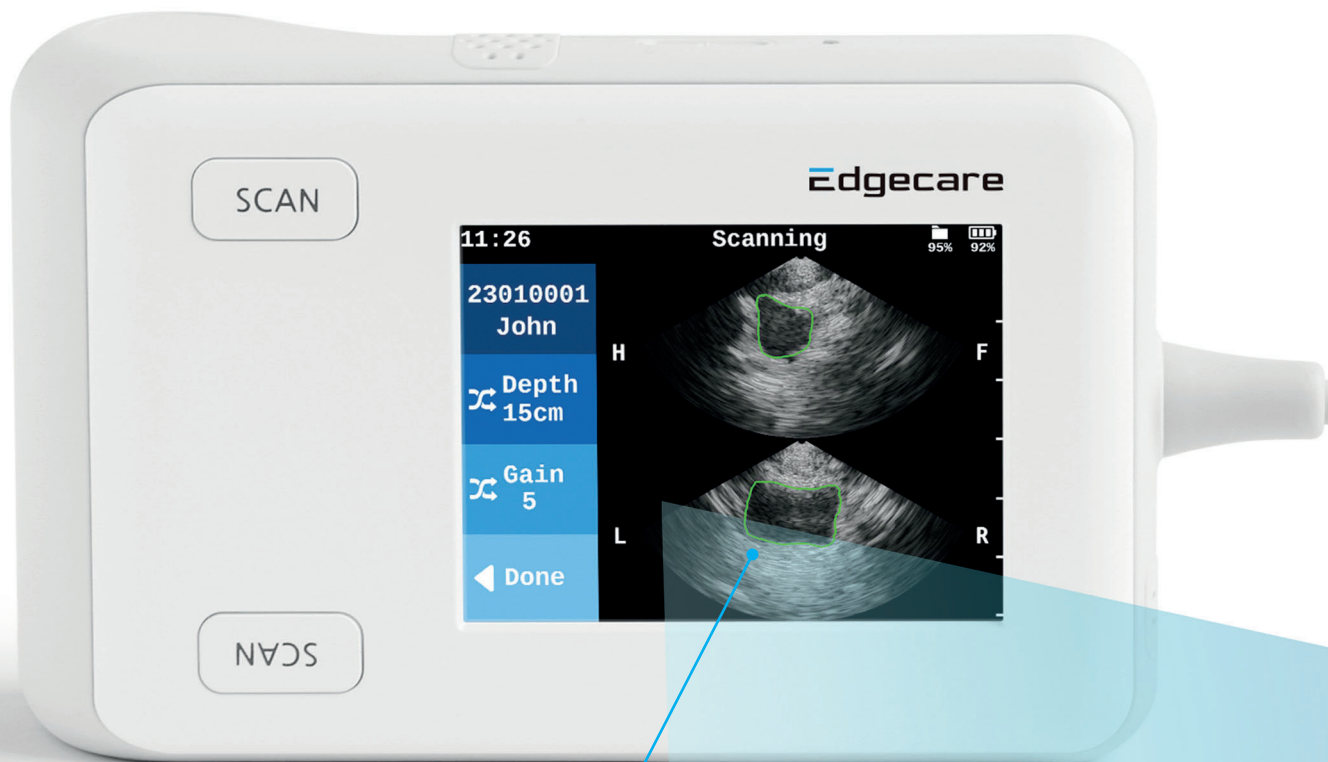 SCAN
Edgecare
11:26 Scanning 95% 92%
23010001
John
H F
Depth
15cm
Gain
5
L R
Done
SCAN